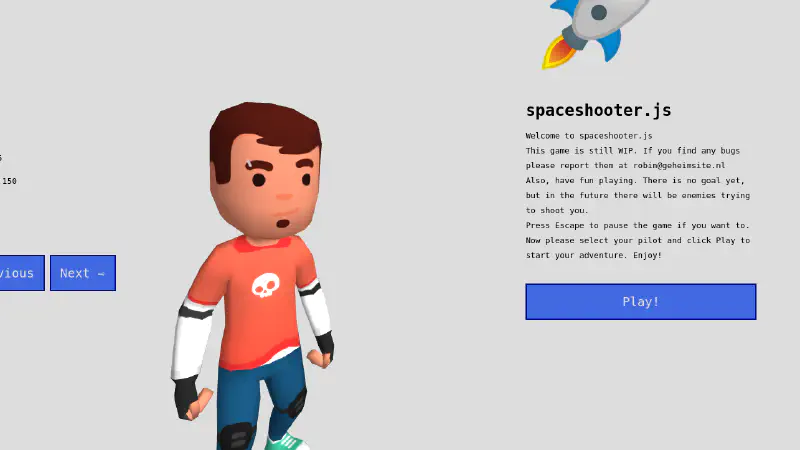 150
vious
Next →
spaceshooter.js
Welcome to spaceshooter.js
This game is still WIP. If you find any bugs
please report them at robin@geheimsite.nl
Also, have fun playing. There is no goal yet,
but in the future there will be enemies trying
to shoot you.
Press Escape to pause the game if you want to.
Now please select your pilot and click Play to
start your adventure. Enjoy!
Play!